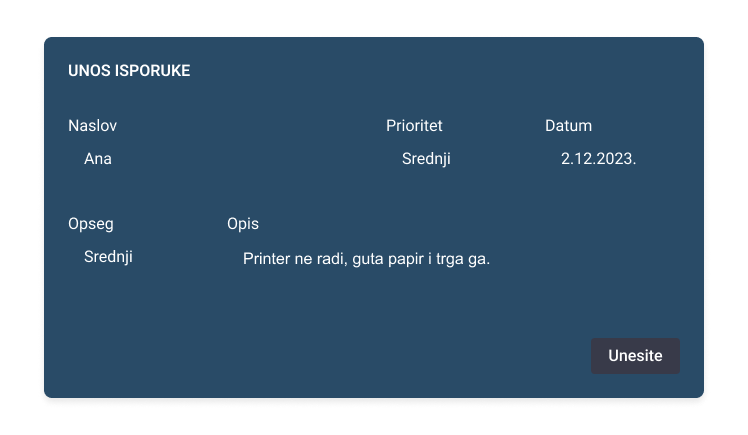 UNOS ISPORUKE
Naslov Prioritet Datum
Ana Srednji 2.12.2023.
Opseg Opis
Srednji Printer ne radi, guta papir i trga ga.
Unesite